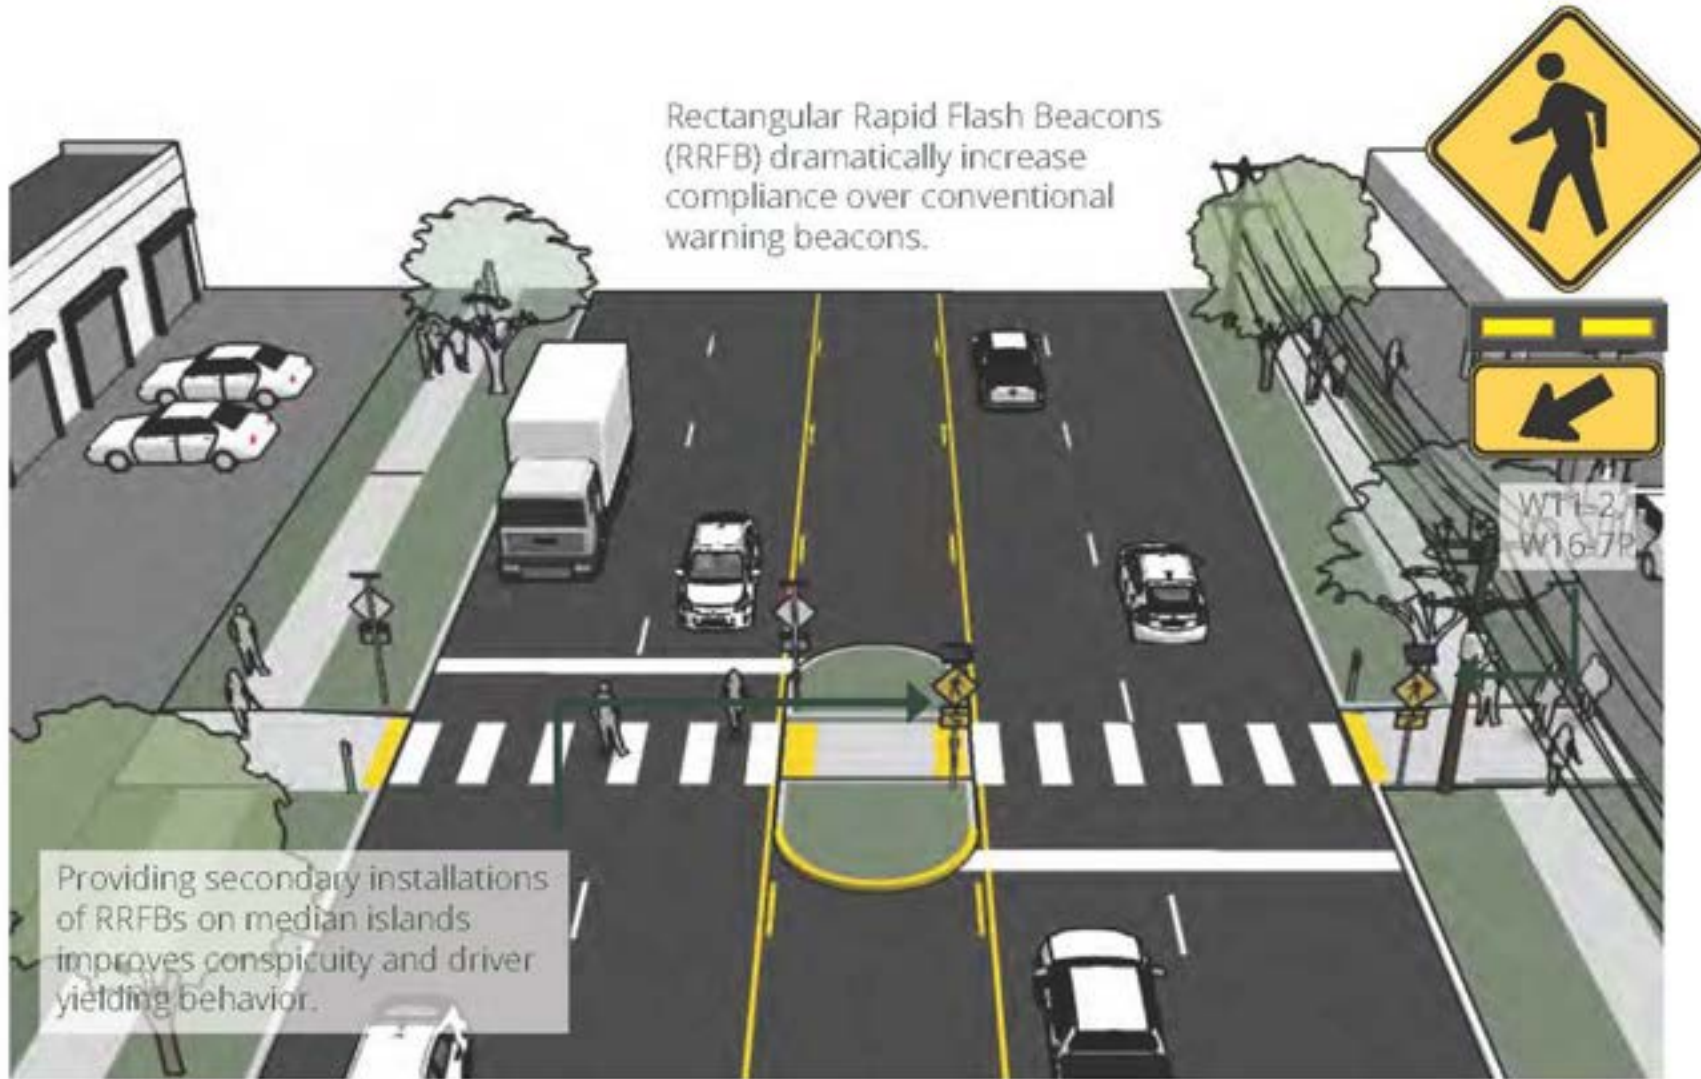 Rectangular Rapid Flash Beacons
(RRFB) dramatically increase
compliance over conventional
warning beacons.
W11-2,
W16-7P
Providing secondary installations
of RRFBs on median islands
improves conspicuity and driver
yielding behavior.